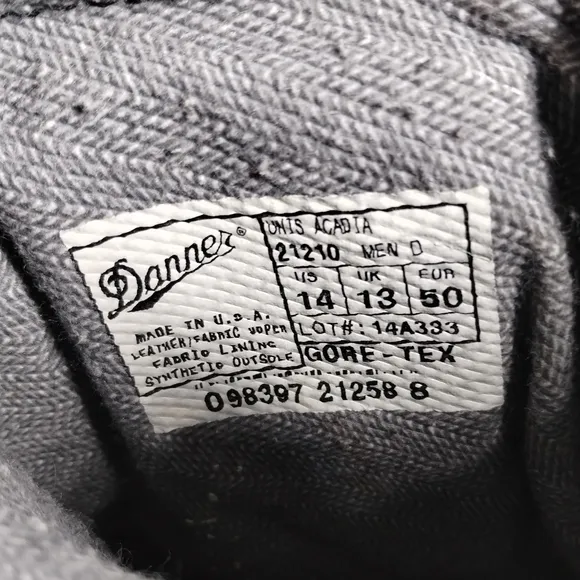 Danner®
MADE IN U.S.A.
LEATHER/FABRIC UPPER
FABRIC LINING
SYNTHETIC OUTSOLE
UNIS ACADIA
21210 MEN D
US UK EUR
14 13 50
LOT#: 14A333
GORE-TEX
098397 21258 8